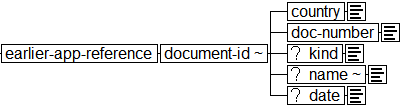 country
doc-number
earlier-app-reference document-id ~ ? kind
? name ~
? date